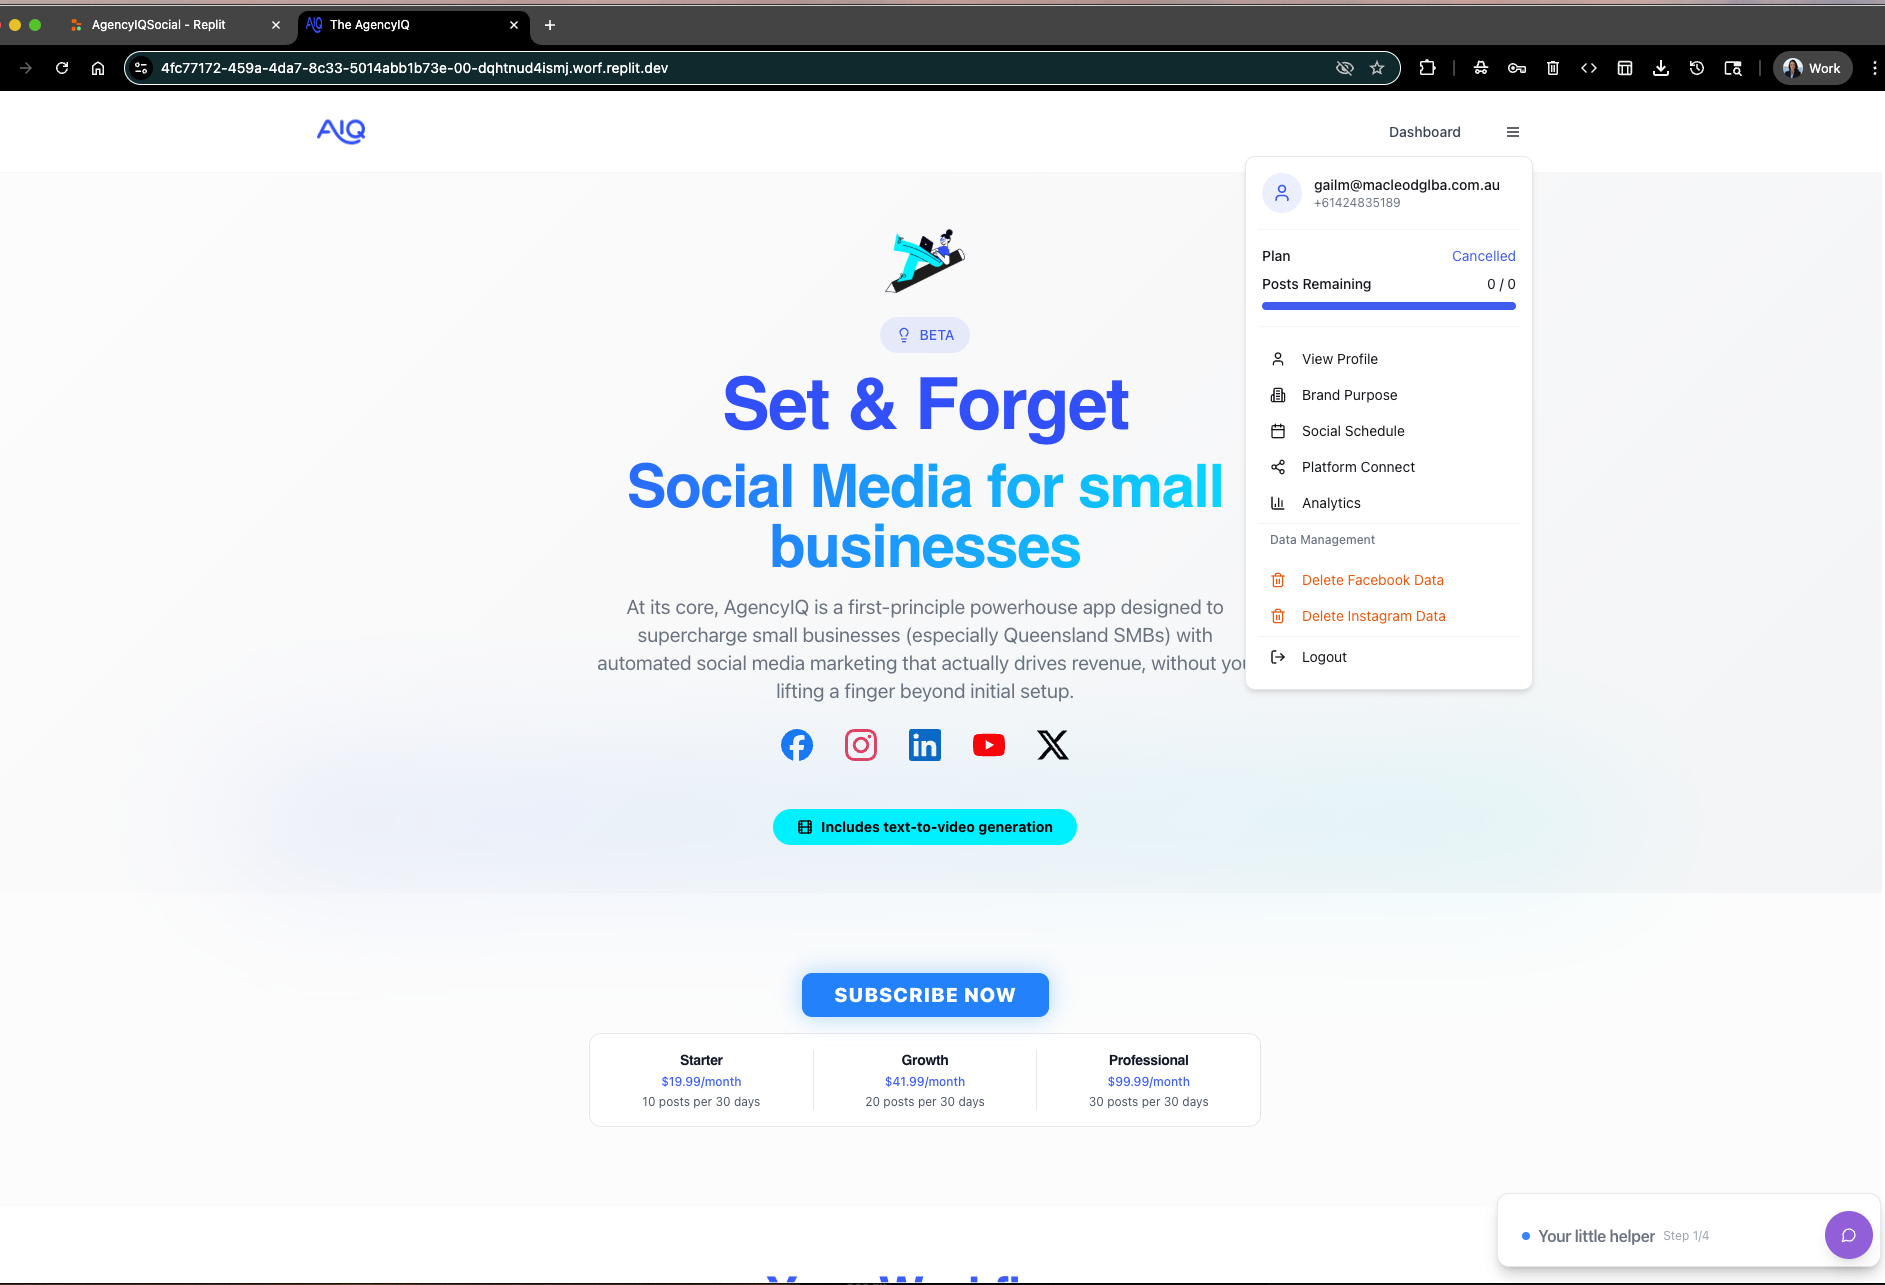 AgencyIQSocial - Replit
AIQ The AgencyIQ
4fc77172-459a-4da7-8c33-5014abb1b73e-00-dqhtnud4ismj.worf.replit.dev
Work
AIQ
Dashboard
gailm@macleodglba.com.au
+61424835189
Plan Cancelled
Posts Remaining 0 / 0
View Profile
Brand Purpose
Social Schedule
Platform Connect
Analytics
Data Management
Delete Facebook Data
Delete Instagram Data
Logout
BETA
Set & Forget
Social Media for small
businesses
At its core, AgencyIQ is a first-principle powerhouse app designed to
supercharge small businesses (especially Queensland SMBs) with
automated social media marketing that actually drives revenue, without you
lifting a finger beyond initial setup.
Includes text-to-video generation
SUBSCRIBE NOW
Starter
$19.99/month
10 posts per 30 days
Growth
$41.99/month
20 posts per 30 days
Professional
$99.99/month
30 posts per 30 days
Your little helper Step 1/4